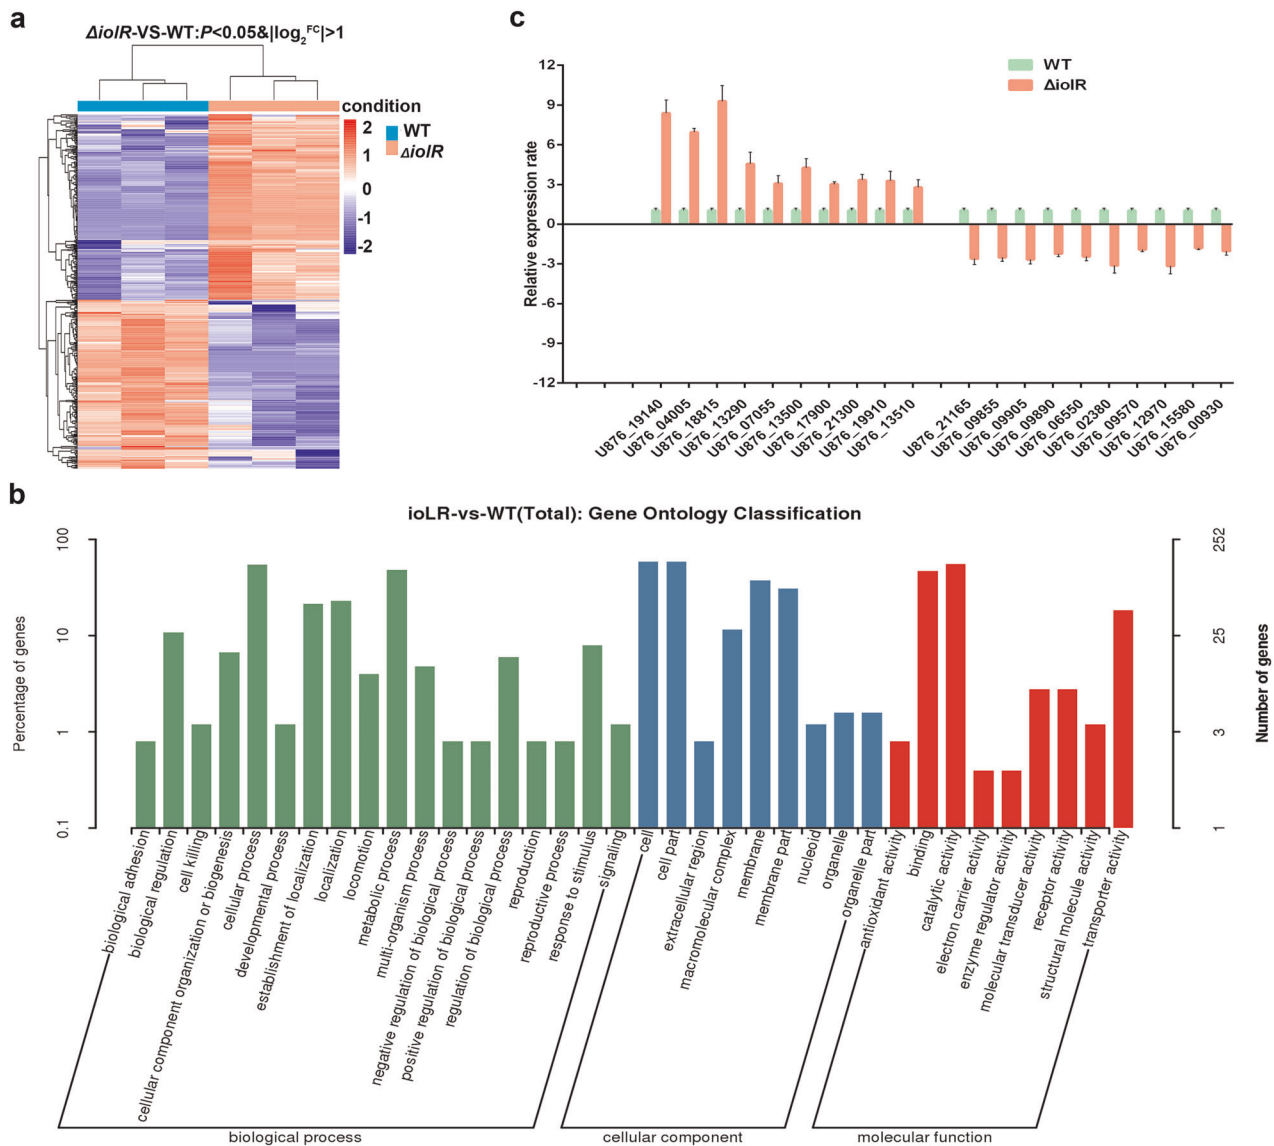 a
ΔiolR-VS-WT:P<0.05&|log2FC|>1
condition
2
1
0
-1
-2
WT
ΔiolR
c
WT
ΔiolR
Relative expression rate
12
9
6
3
0
-3
-6
-9
-12
U876_19140
U876_04005
U876_18815
U876_13290
U876_07055
U876_13500
U876_17900
U876_21300
U876_19910
U876_13510
U876_21165
U876_09855
U876_09905
U876_09890
U876_06550
U876_02380
U876_09570
U876_12970
U876_15580
U876_00930
b
ioLR-vs-WT(Total): Gene Ontology Classification
Percentage of genes
100
10
1
0.1
Number of genes
252
25
3
1
biological adhesion
biological regulation
cell killing
cellular component organization or biogenesis
cellular process
developmental process
establishment of localization
localization
locomotion
metabolic process
multi-organism process
negative regulation of biological process
positive regulation of biological process
regulation of biological process
reproduction
reproductive process
response to stimulus
signaling
cell
cell part
extracellular region
macromolecular complex
membrane
membrane part
nucleoid
organelle
organelle part
antioxidant activity
binding
catalytic activity
electron carrier activity
enzyme regulator activity
molecular transducer activity
receptor activity
structural molecule activity
transporter activity
biological process
cellular component
molecular function